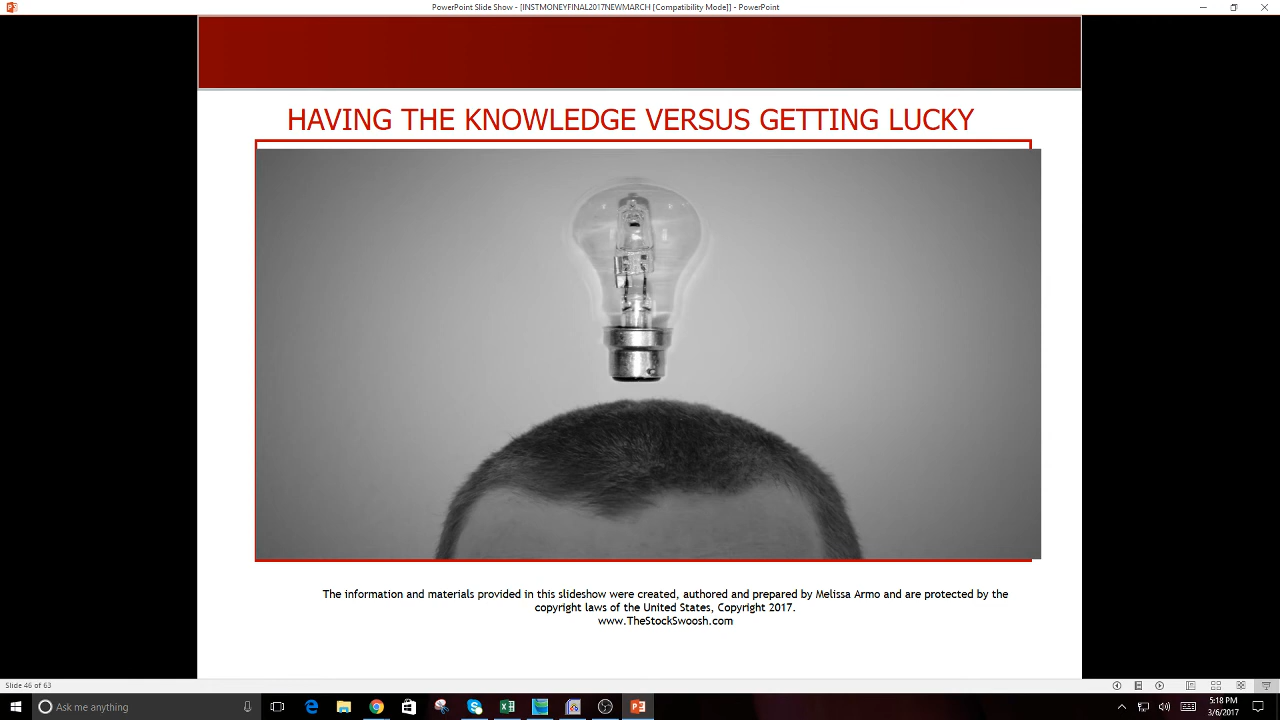 PowerPoint Slide Show - [INSTMONEYFINAL2017NEWMARCH [Compatibility Mode]] - PowerPoint
HAVING THE KNOWLEDGE VERSUS GETTING LUCKY
The information and materials provided in this slideshow were created, authored and prepared by Melissa Armo and are protected by the
copyright laws of the United States, Copyright 2017.
www.TheStockSwoosh.com
Slide 46 of 63
Ask me anything
5:18 PM
3/6/2017